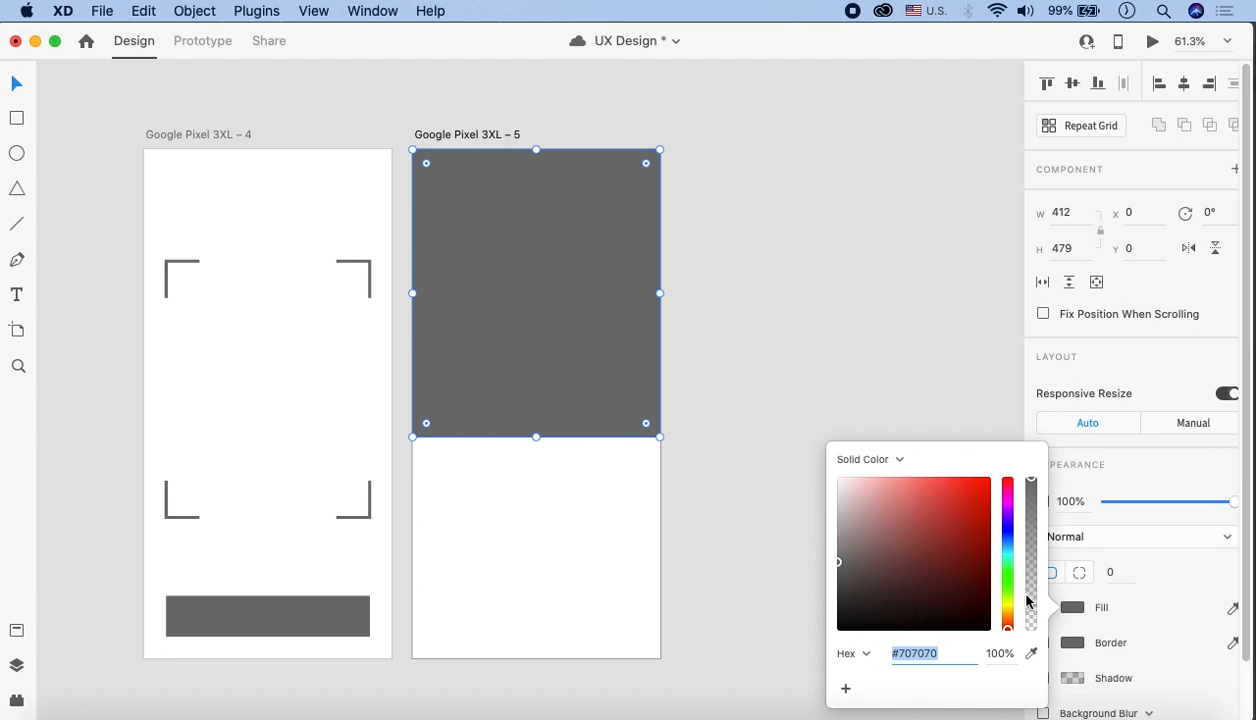 XD File Edit Object Plugins View Window Help U.S. 99%
Design Prototype Share UX Design * 61.3%
Google Pixel 3XL – 4 Google Pixel 3XL – 5
Repeat Grid
COMPONENT
W 412 X 0 0°
H 479 Y 0
Fix Position When Scrolling
LAYOUT
Responsive Resize
Auto Manual
Solid Color
PEARANCE
100%
Normal
0
Fill
Hex #707070 100%
Border
Shadow
Background Blur